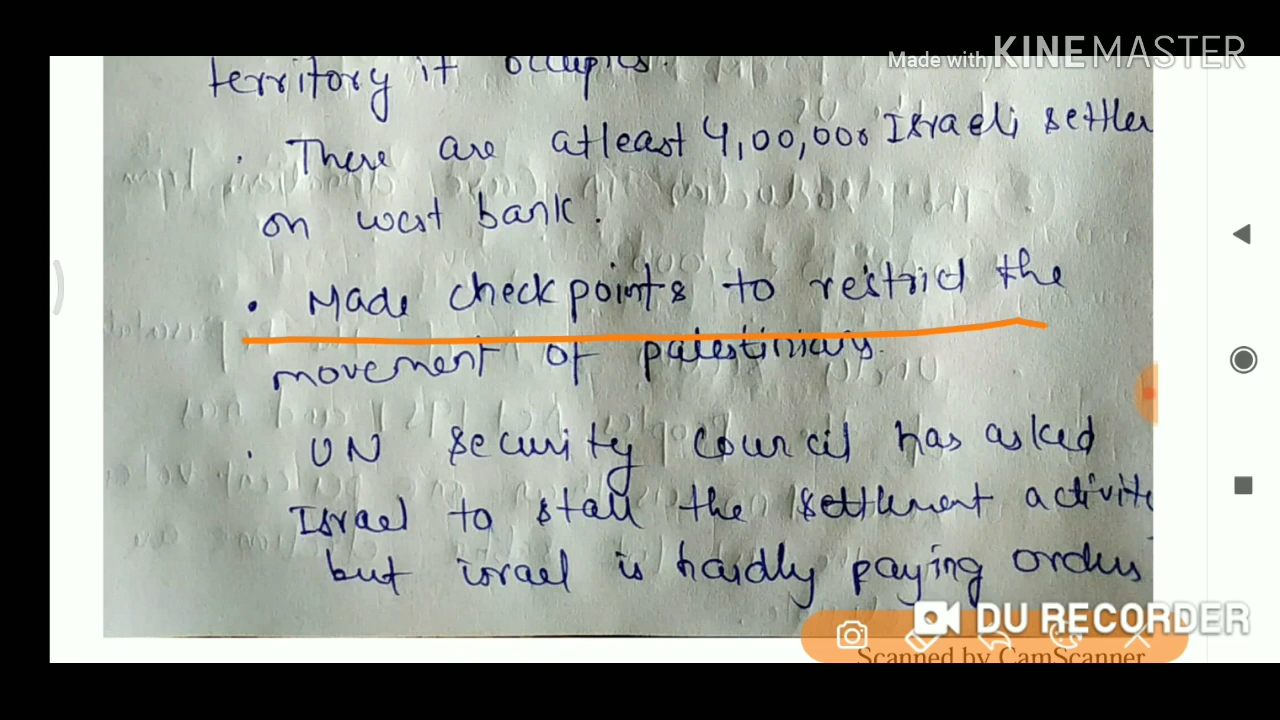 Made with KINEMASTER
territory it occupies.
. There are atleast 4,00,000 Israeli settler
on west bank.
. Made checkpoints to restrict the
movement of palestinians.
. UN Security council has asked
Israel to stall the settlement activite
but israel is hardly paying orders
DU RECORDER
Scanned by CamScanner